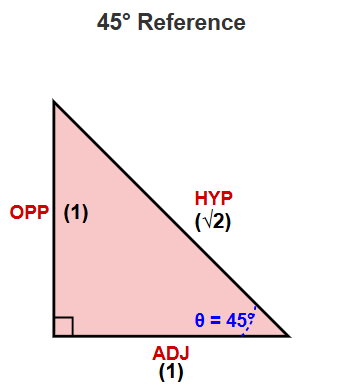 45° Reference
OPP (1)
HYP
(√2)
θ = 45°
ADJ
(1)